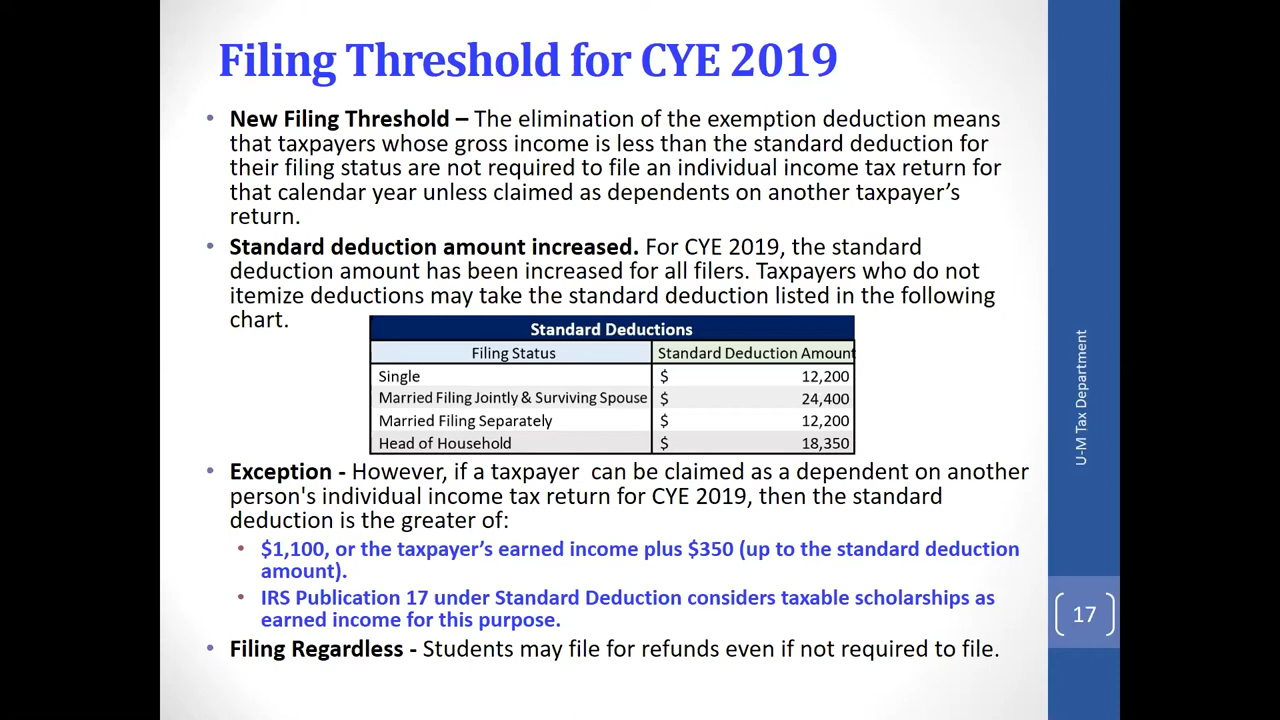 Filing Threshold for CYE 2019
• New Filing Threshold – The elimination of the exemption deduction means
that taxpayers whose gross income is less than the standard deduction for
their filing status are not required to file an individual income tax return for
that calendar year unless claimed as dependents on another taxpayer’s
return.
• Standard deduction amount increased. For CYE 2019, the standard
deduction amount has been increased for all filers. Taxpayers who do not
itemize deductions may take the standard deduction listed in the following
chart.
Standard Deductions
Filing Status Standard Deduction Amount
Single $ 12,200
Married Filing Jointly & Surviving Spouse $ 24,400
Married Filing Separately $ 12,200
Head of Household $ 18,350
• Exception - However, if a taxpayer  can be claimed as a dependent on another
person's individual income tax return for CYE 2019, then the standard
deduction is the greater of:
• $1,100, or the taxpayer’s earned income plus $350 (up to the standard deduction
amount).
• IRS Publication 17 under Standard Deduction considers taxable scholarships as
earned income for this purpose.
• Filing Regardless - Students may file for refunds even if not required to file.
U-M Tax Department
17